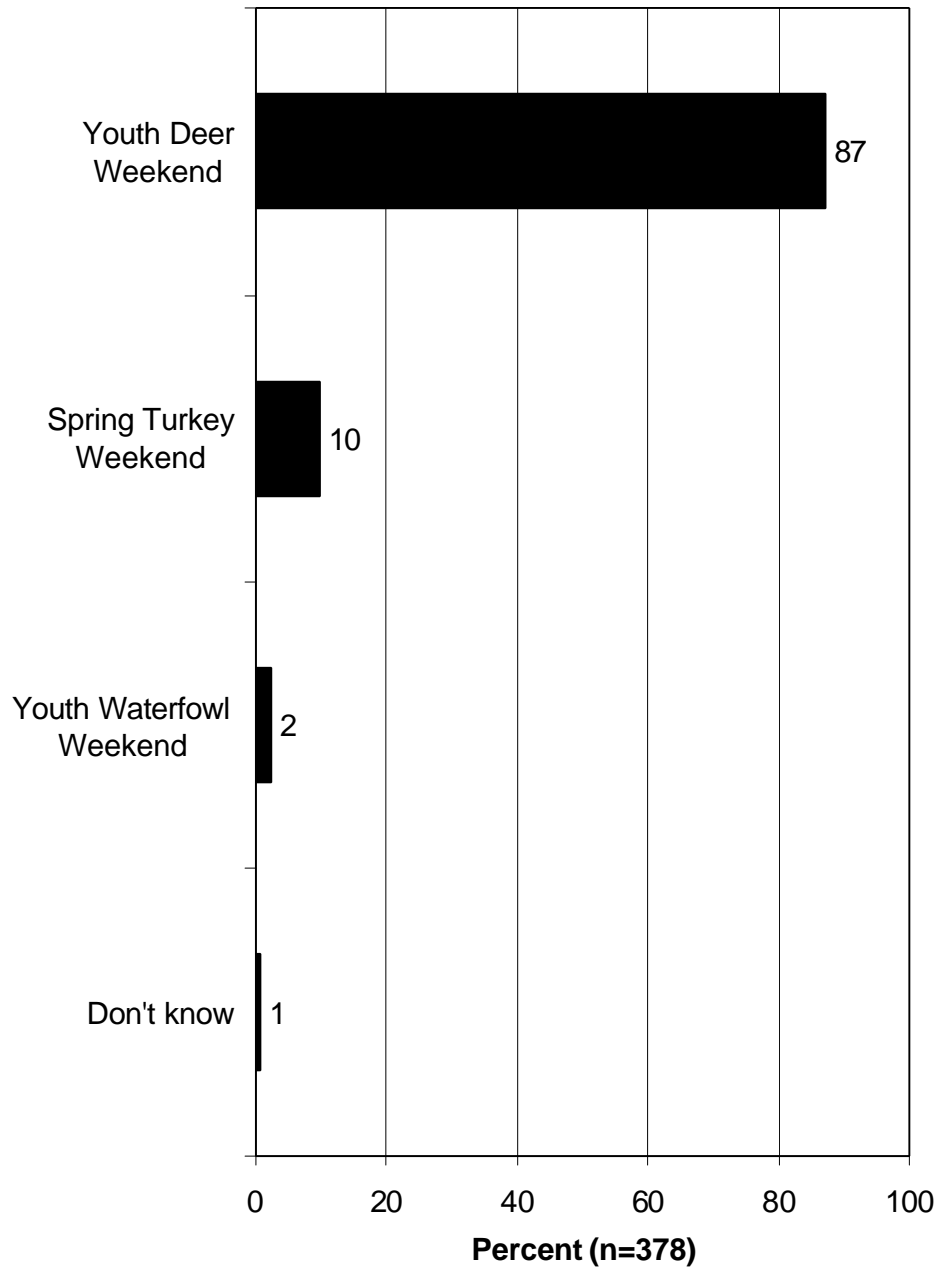 Youth Deer
Weekend
87
Spring Turkey
Weekend
10
Youth Waterfowl
Weekend
2
Don't know
1
0 20 40 60 80 100
Percent (n=378)